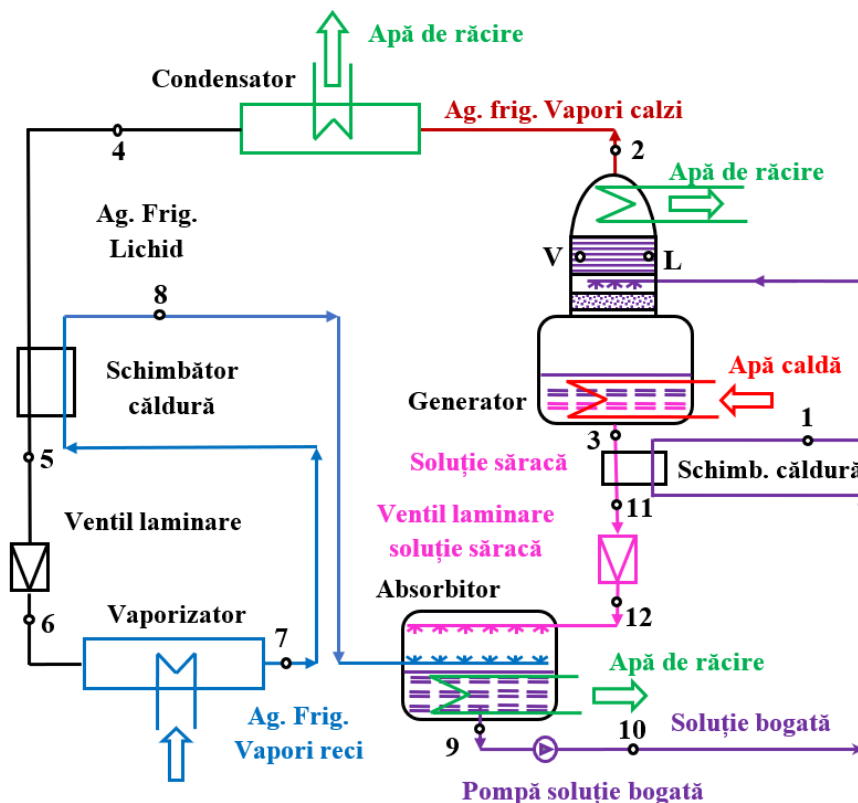 Apă de răcire
Condensator
Ag. frig. Vapori calzi
4
2
Apă de răcire
Ag. Frig.
Lichid
V
L
8
Schimbător
căldură
Apă caldă
Generator
1
3
5
Soluție săracă
Schimb. căldură
11
Ventil laminare
Ventil laminare
soluție săracă
Absorbitor
6
Vaporizator
12
7
Apă de răcire
Ag. Frig.
Vapori reci
9
10
Soluție bogată
Pompă soluție bogată